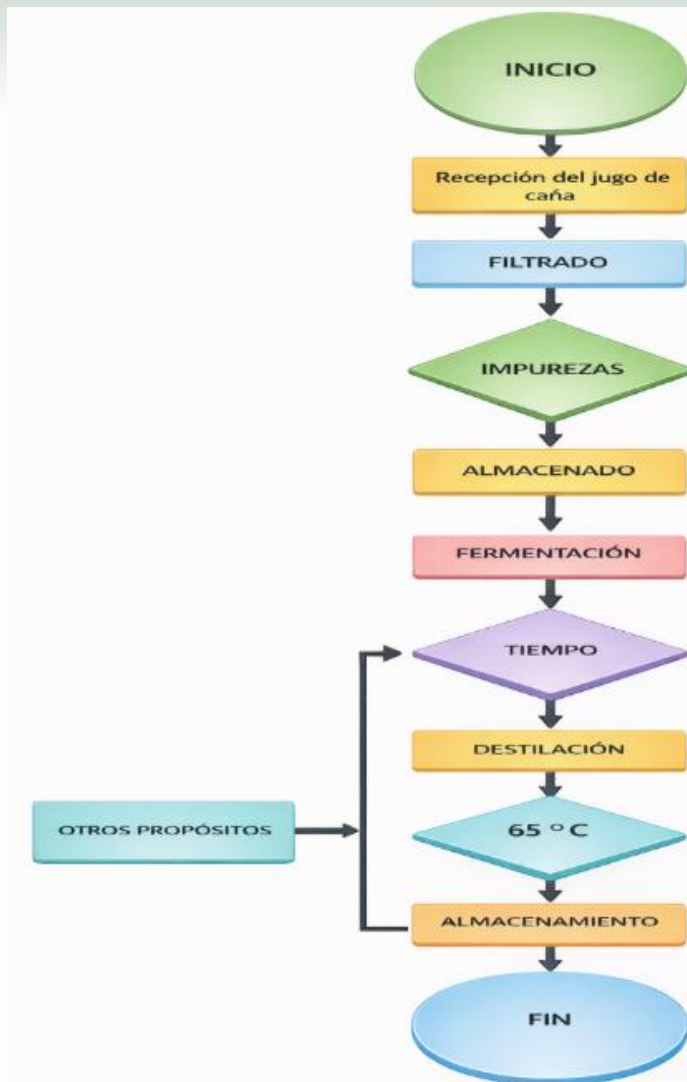 INICIO
Recepción del jugo de
caña
FILTRADO
IMPUREZAS
ALMACENADO
FERMENTACIÓN
TIEMPO
DESTILACIÓN
OTROS PROPÓSITOS
65 º C
ALMACENAMIENTO
FIN